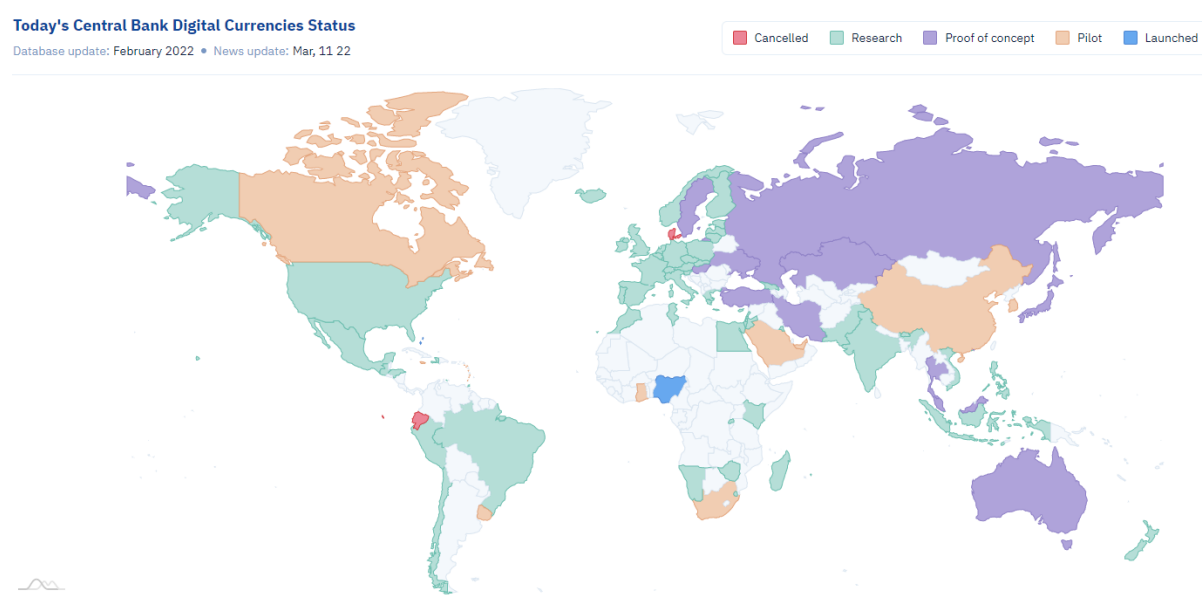 Today's Central Bank Digital Currencies Status
Database update: February 2022 • News update: Mar, 11 22
Cancelled Research Proof of concept Pilot Launched